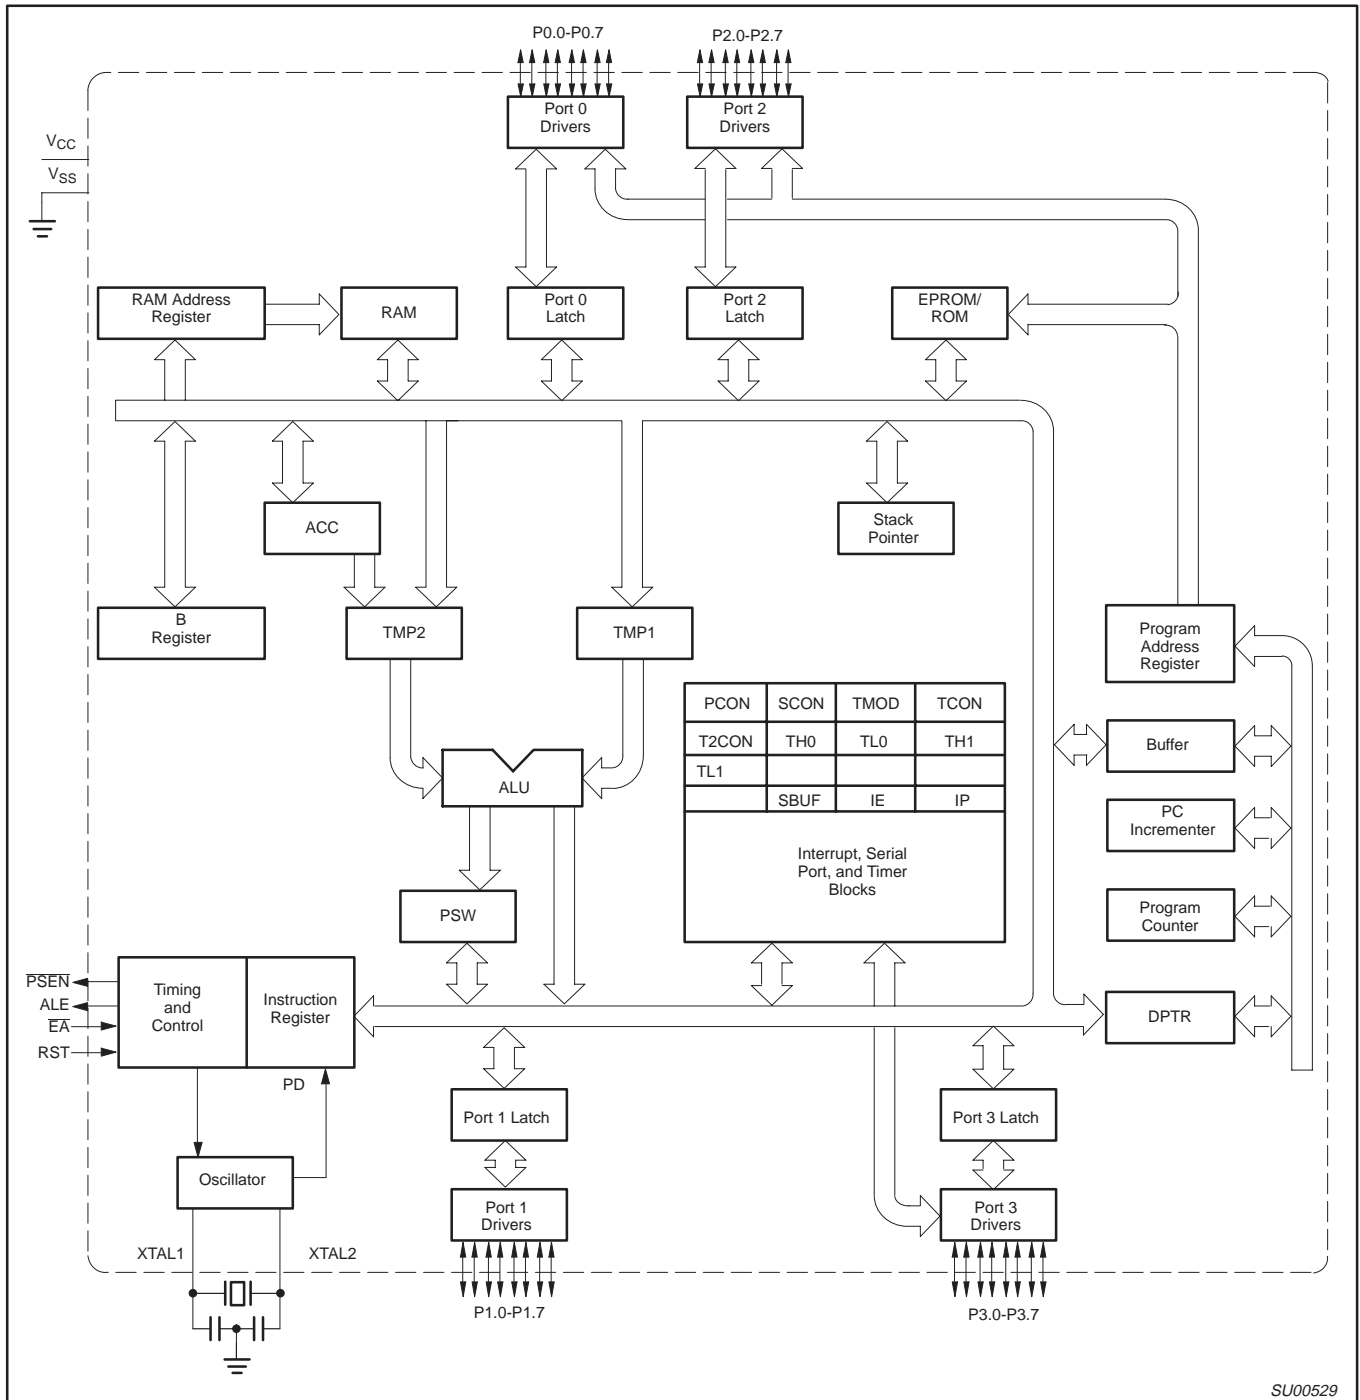 P0.0-P0.7
P2.0-P2.7
Port 0
Drivers
Port 2
Drivers
VCC
VSS
RAM Address
Register
RAM
Port 0
Latch
Port 2
Latch
EPROM/
ROM
ACC
Stack
Pointer
B
Register
TMP2
TMP1
Program
Address
Register
PCON SCON TMOD TCON
T2CON TH0 TL0 TH1
TL1
SBUF IE IP
Interrupt, Serial
Port, and Timer
Blocks
Buffer
ALU
PC
Incrementer
PSW
Program
Counter
PSEN
ALE
EA
RST
Timing
and
Control
Instruction
Register
DPTR
PD
Port 1 Latch
Port 3 Latch
Oscillator
Port 1
Drivers
Port 3
Drivers
XTAL1
XTAL2
P1.0-P1.7
P3.0-P3.7
SU00529